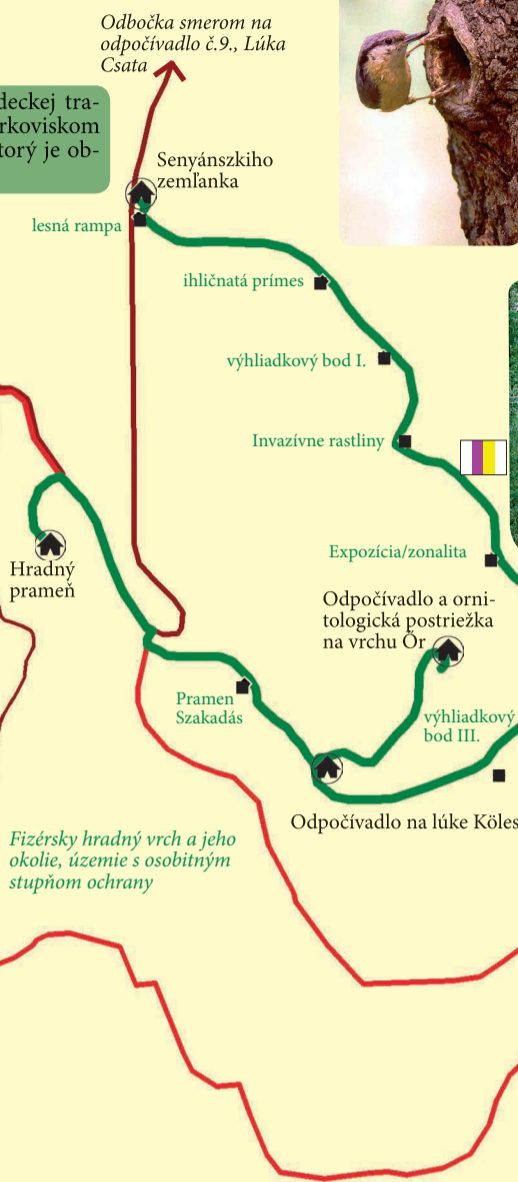 Odbočka smerom na
odpočívadlo č.9., Lúka
Csata
deckej tra-
rkoviskom
torý je ob-
Senyánszkiho
zemľanka
lesná rampa
ihličnatá prímes
výhliadkový bod I.
Invazívne rastliny
Expozícia/zonalita
Hradný
prameň
Odpočívadlo a orni-
tologická postriežka
na vrchu Őr
Pramen
Szakadás
výhliadkový
bod III.
Odpočívadlo na lúke Köles
Fizérsky hradný vrch a jeho
okolie, územie s osobitným
stupňom ochrany